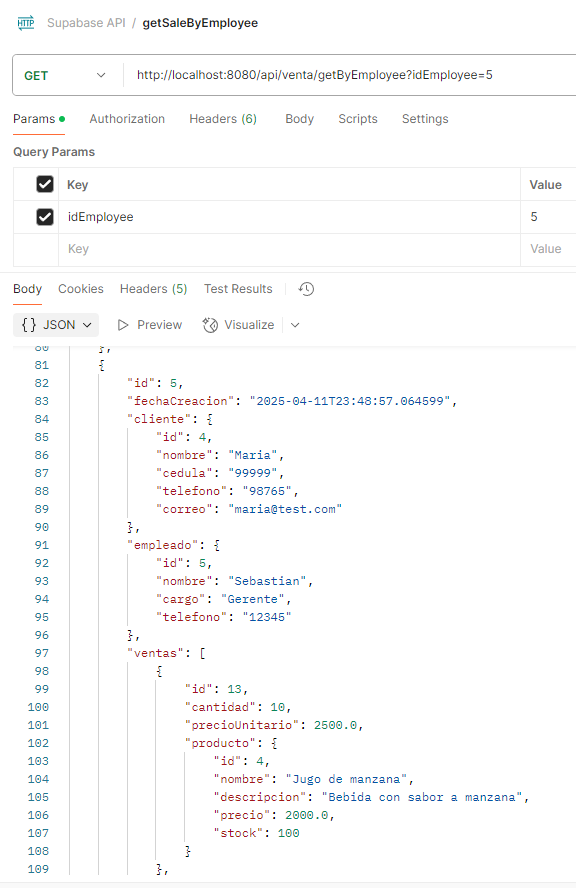 HTTP Supabase API / getSaleByEmployee
GET http://localhost:8080/api/venta/getByEmployee?idEmployee=5
Params Authorization Headers (6) Body Scripts Settings
Query Params
Key Value
idEmployee 5
Key Value
Body Cookies Headers (5) Test Results
{} JSON Preview Visualize
80 },
81 {
82 "id": 5,
83 "fechaCreacion": "2025-04-11T23:48:57.064599",
84 "cliente": {
85 "id": 4,
86 "nombre": "Maria",
87 "cedula": "99999",
88 "telefono": "98765",
89 "correo": "maria@test.com"
90 },
91 "empleado": {
92 "id": 5,
93 "nombre": "Sebastian",
94 "cargo": "Gerente",
95 "telefono": "12345"
96 },
97 "ventas": [
98 {
99 "id": 13,
100 "cantidad": 10,
101 "precioUnitario": 2500.0,
102 "producto": {
103 "id": 4,
104 "nombre": "Jugo de manzana",
105 "descripcion": "Bebida con sabor a manzana",
106 "precio": 2000.0,
107 "stock": 100
108 }
109 },